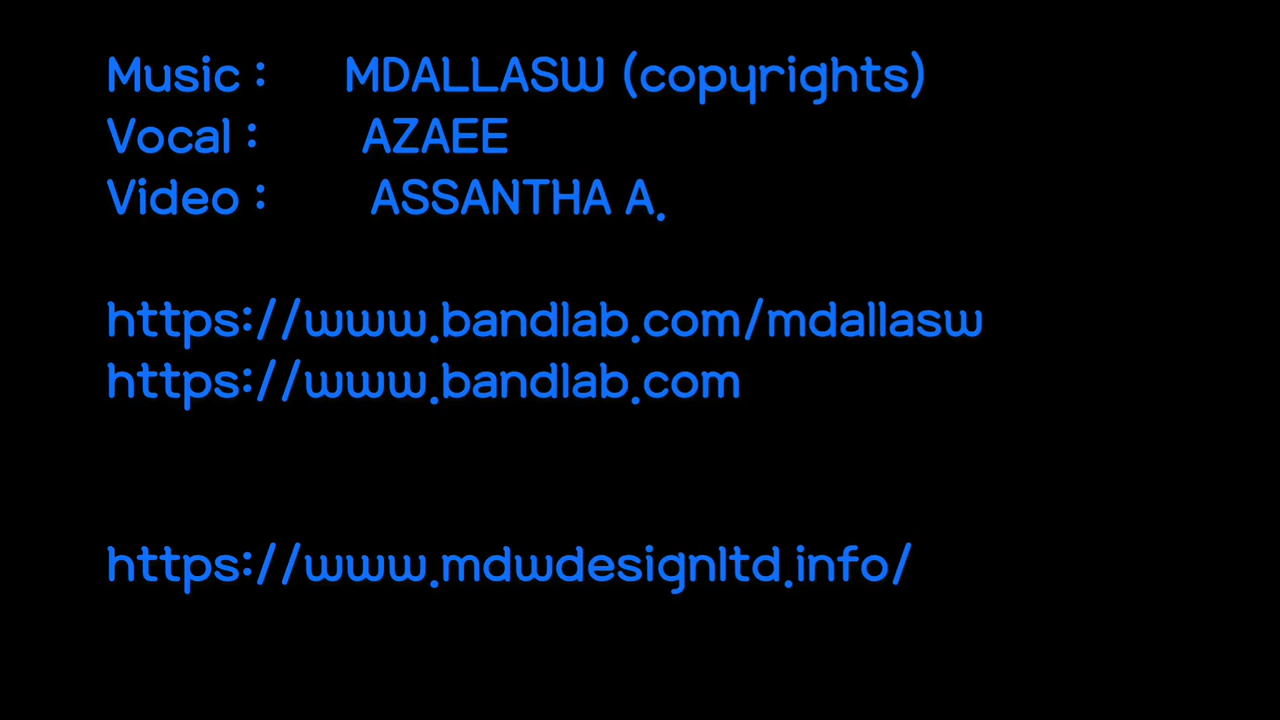 Music : MDALLASW (copyrights)
Vocal : AZAEE
Video : ASSANTHA A.
https://www.bandlab.com/mdallasw
https://www.bandlab.com
https://www.mdwdesignltd.info/